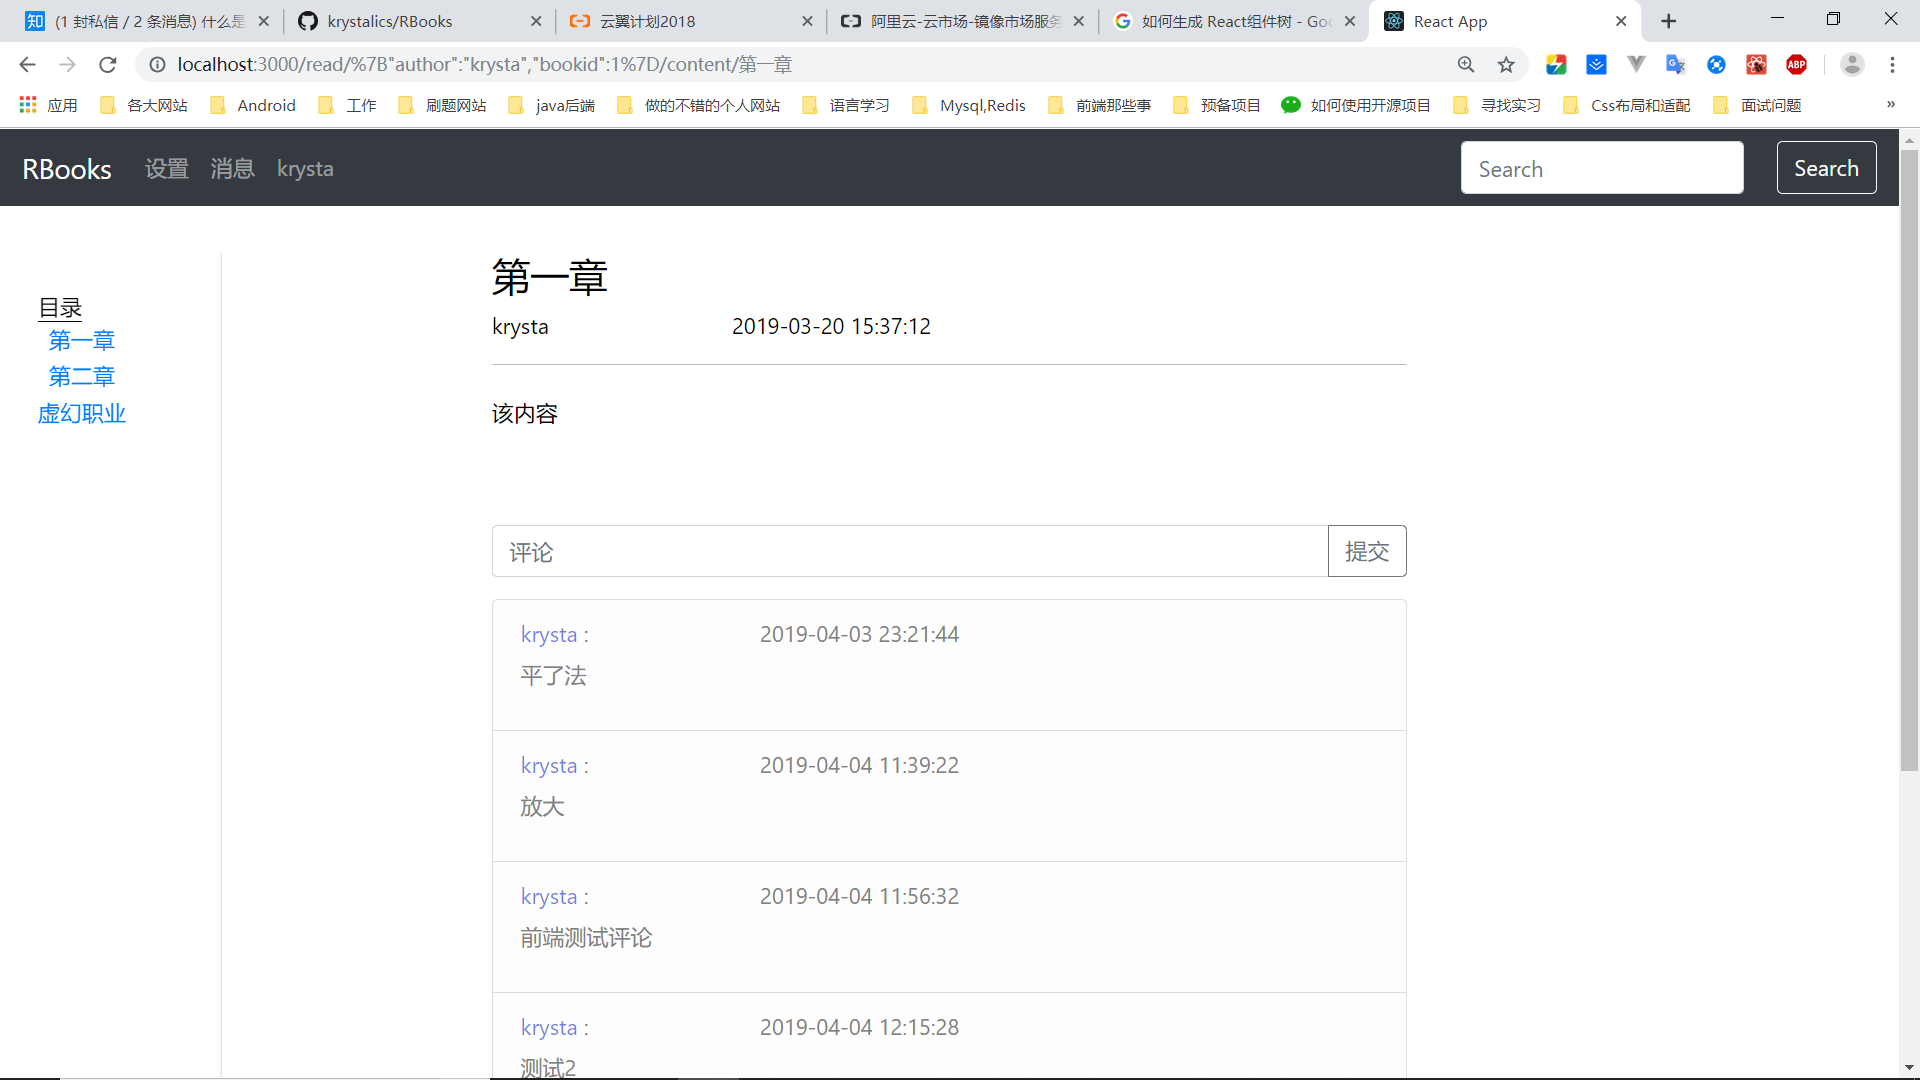 (1 封私信 / 2 条消息) 什么是
krystalics/RBooks
云翼计划2018
阿里云-云市场-镜像市场服务
如何生成 React组件树 - Goo
React App
localhost:3000/read/%7B"author":"krysta","bookid":1%7D/content/第一章
应用
各大网站
Android
工作
刷题网站
java后端
做的不错的个人网站
语言学习
Mysql,Redis
前端那些事
预备项目
如何使用开源项目
寻找实习
Css布局和适配
面试问题
»
RBooks
设置
消息
krysta
Search
Search
目录
第一章
第二章
虚幻职业
第一章
krysta 2019-03-20 15:37:12
该内容
评论
提交
krysta : 2019-04-03 23:21:44
平了法
krysta : 2019-04-04 11:39:22
放大
krysta : 2019-04-04 11:56:32
前端测试评论
krysta : 2019-04-04 12:15:28
测试2
ABP